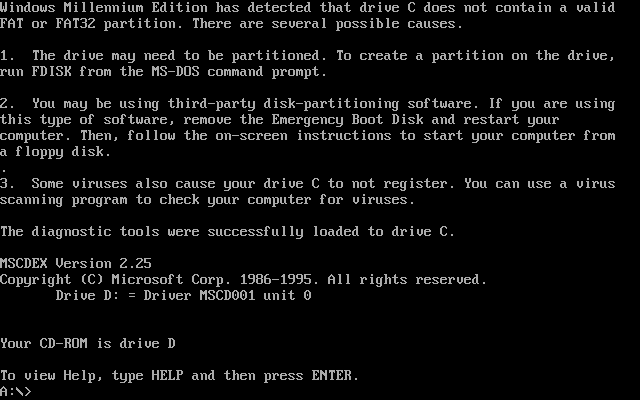 Windows Millennium Edition has detected that drive C does not contain a valid
FAT or FAT32 partition. There are several possible causes.
1.  The drive may need to be partitioned. To create a partition on the drive,
run FDISK from the MS-DOS command prompt.
2.  You may be using third-party disk-partitioning software. If you are using
this type of software, remove the Emergency Boot Disk and restart your
computer. Then, follow the on-screen instructions to start your computer from
a floppy disk.
.
3.  Some viruses also cause your drive C to not register. You can use a virus
scanning program to check your computer for viruses.
The diagnostic tools were successfully loaded to drive C.
MSCDEX Version 2.25
Copyright (C) Microsoft Corp. 1986-1995. All rights reserved.
       Drive D: = Driver MSCD001 unit 0
Your CD-ROM is drive D
To view Help, type HELP and then press ENTER.
A:\>